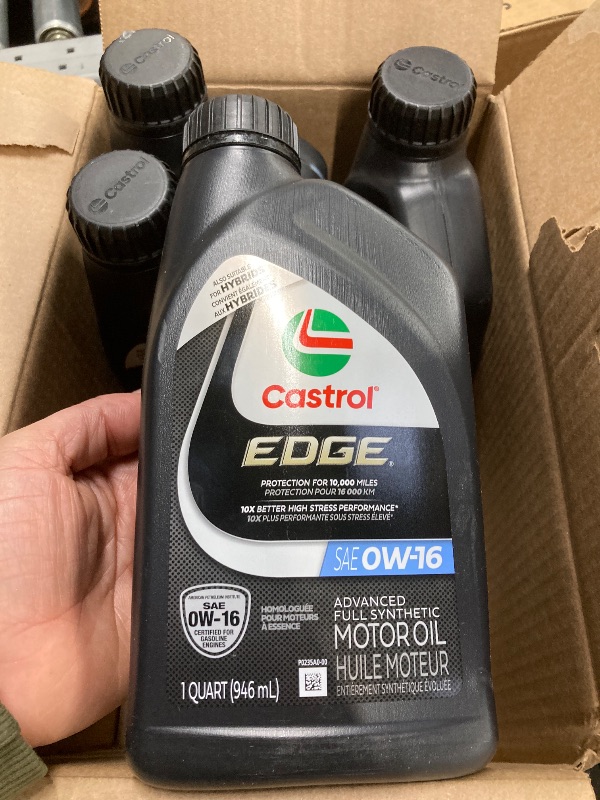 Castrol
Castrol
Castrol
ALSO SUITABLE
FOR HYBRIDS
CONVIENT ÉGALEMENT
AUX HYBRIDES
Castrol
EDGE
PROTECTION FOR 10,000 MILES
PROTECTION POUR 16 000 KM
10X BETTER HIGH STRESS PERFORMANCE*
10X PLUS PERFORMANTE SOUS STRESS ÉLEVÉ*
SAE 0W-16
AMERICAN PETROLEUM INSTITUTE
SAE
0W-16
CERTIFIED FOR
GASOLINE
ENGINES
HOMOLOGUÉE
POUR MOTEURS
À ESSENCE
ADVANCED
FULL SYNTHETIC
MOTOR OIL
HUILE MOTEUR
ENTIÈREMENT SYNTHÉTIQUE ÉVOLUÉE
P0235A0-00
1 QUART (946 mL)